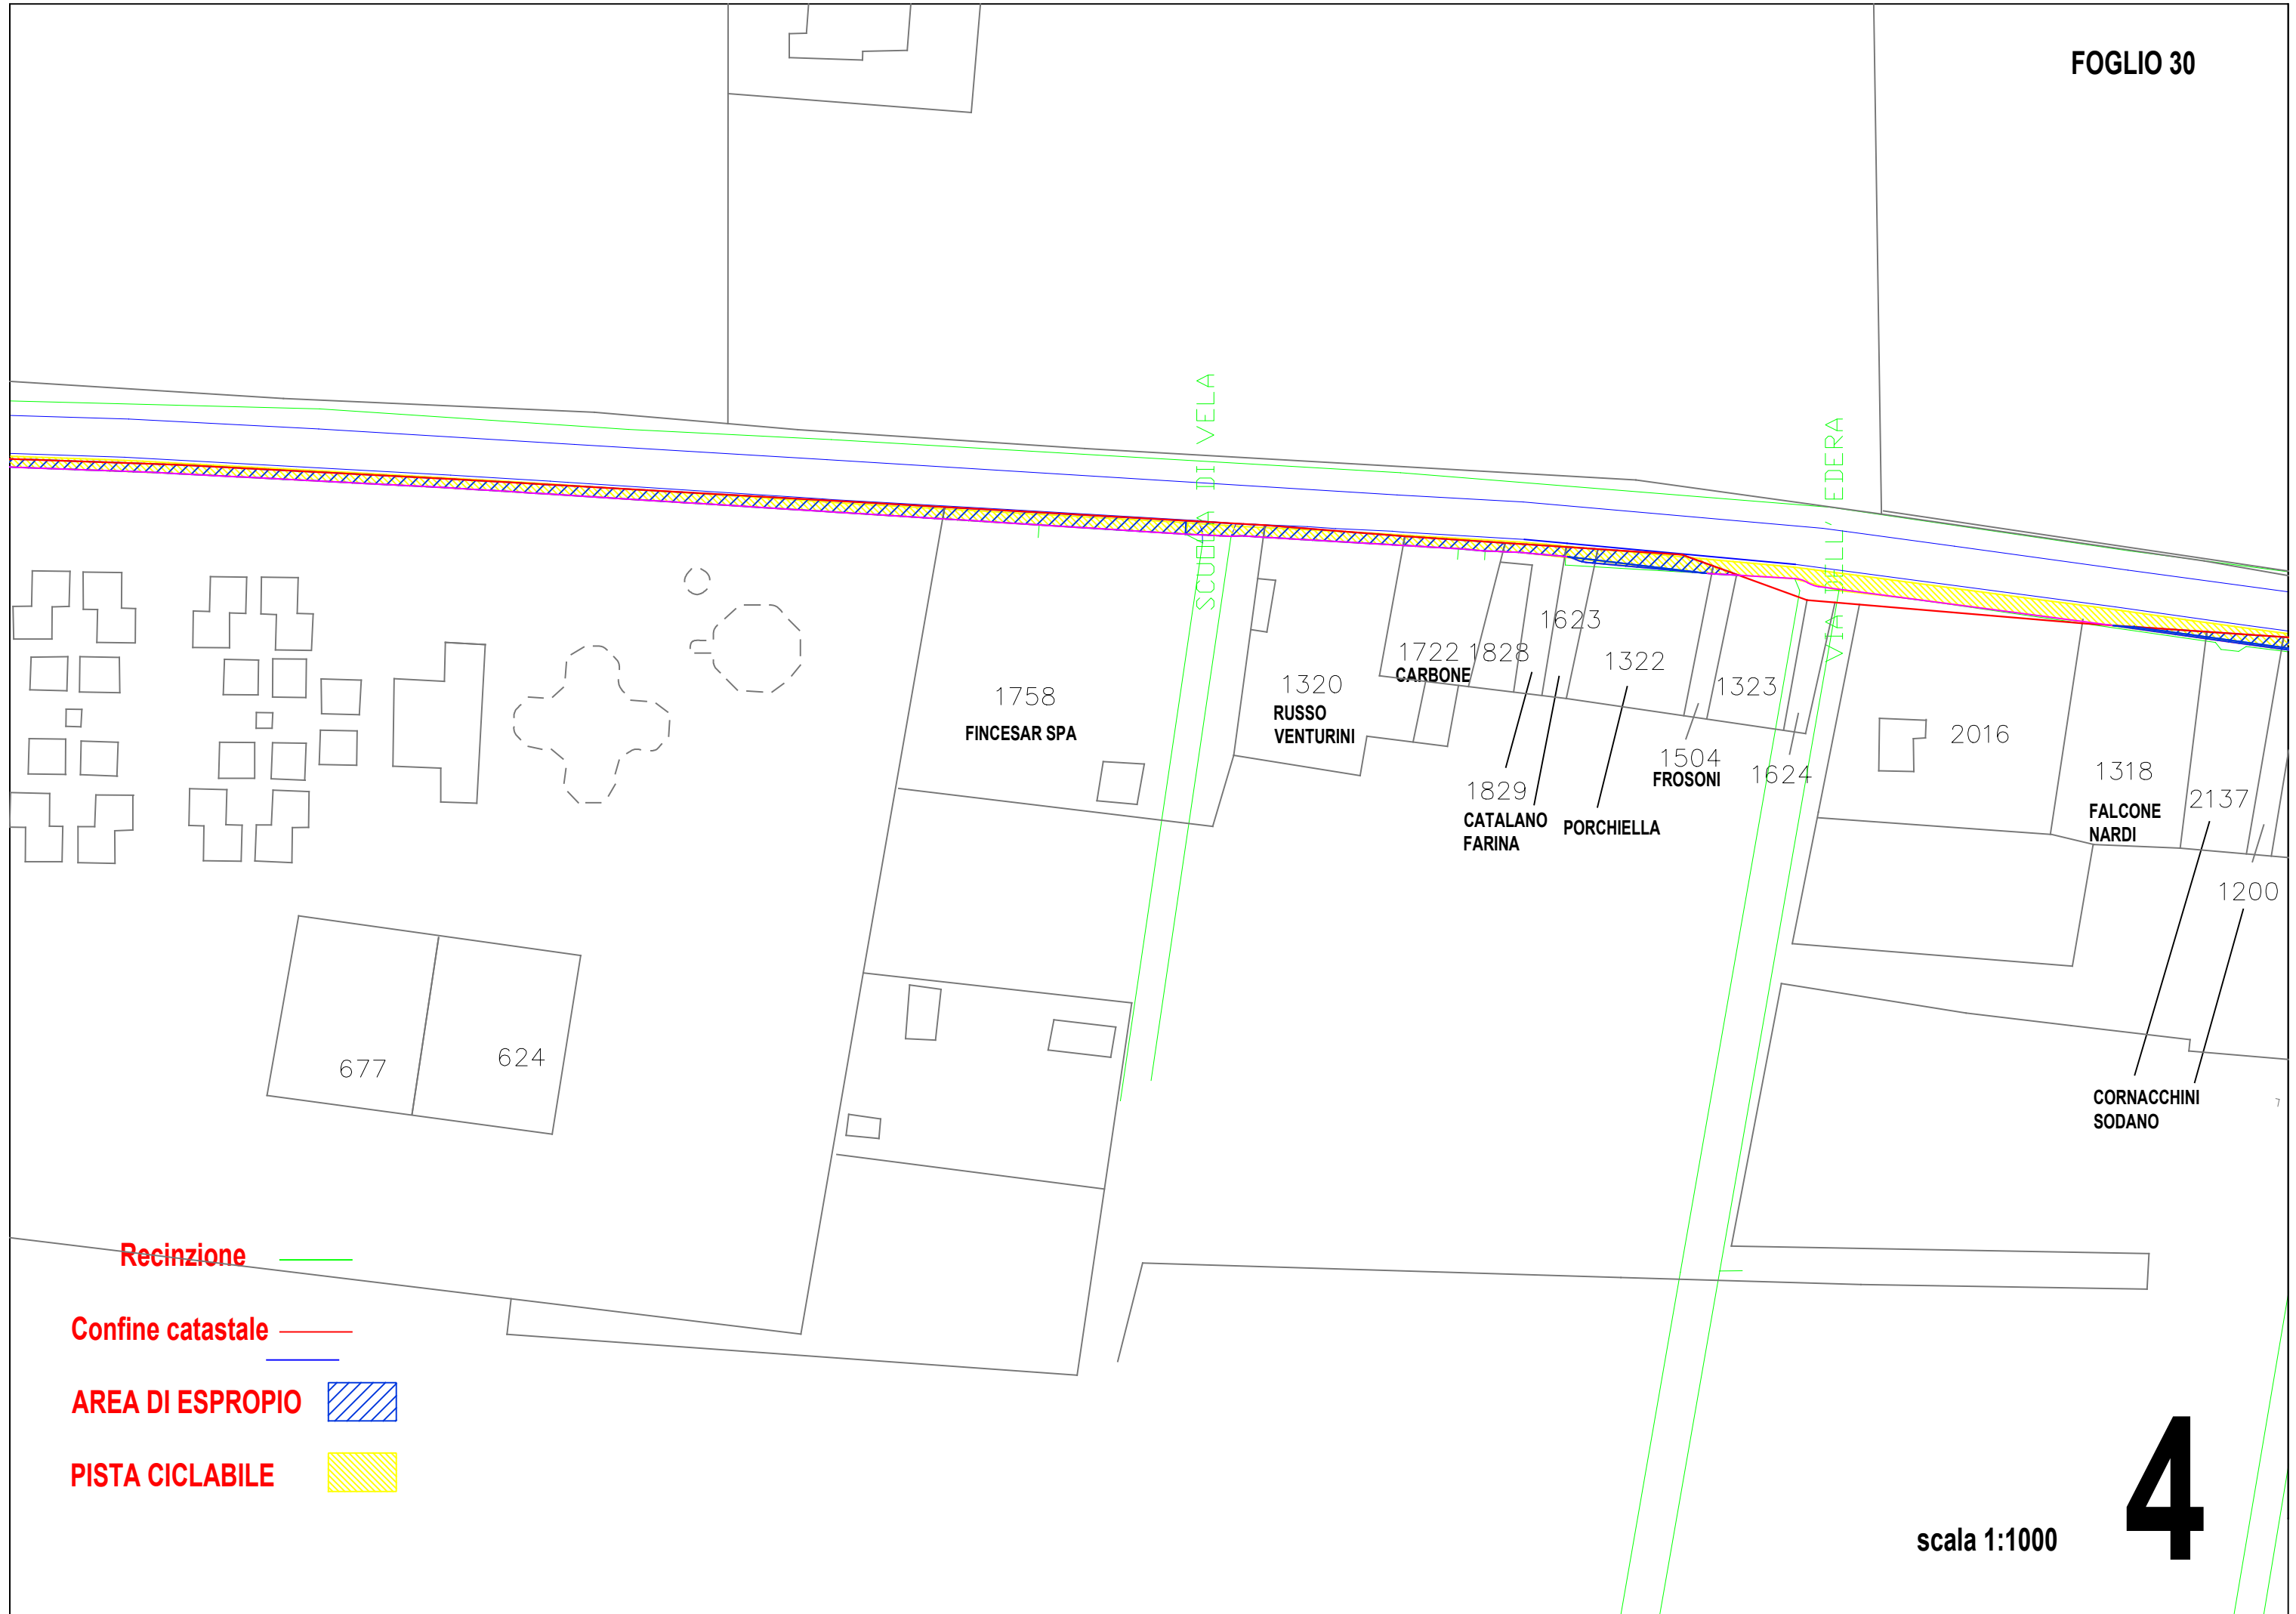 FOGLIO 30
SCUOLA DI VELA
VIA DELL' EDERA
1623
1722
1828
CARBONE
1322
1320
RUSSO
VENTURINI
1758
FINCESAR SPA
1323
2016
1504
FROSONI
1624
1318
FALCONE
NARDI
2137
1829
CATALANO
FARINA
PORCHIELLA
1200
677
624
CORNACCHINI
SODANO
Recinzione
Confine catastale
AREA DI ESPROPIO
PISTA CICLABILE
scala 1:1000
4